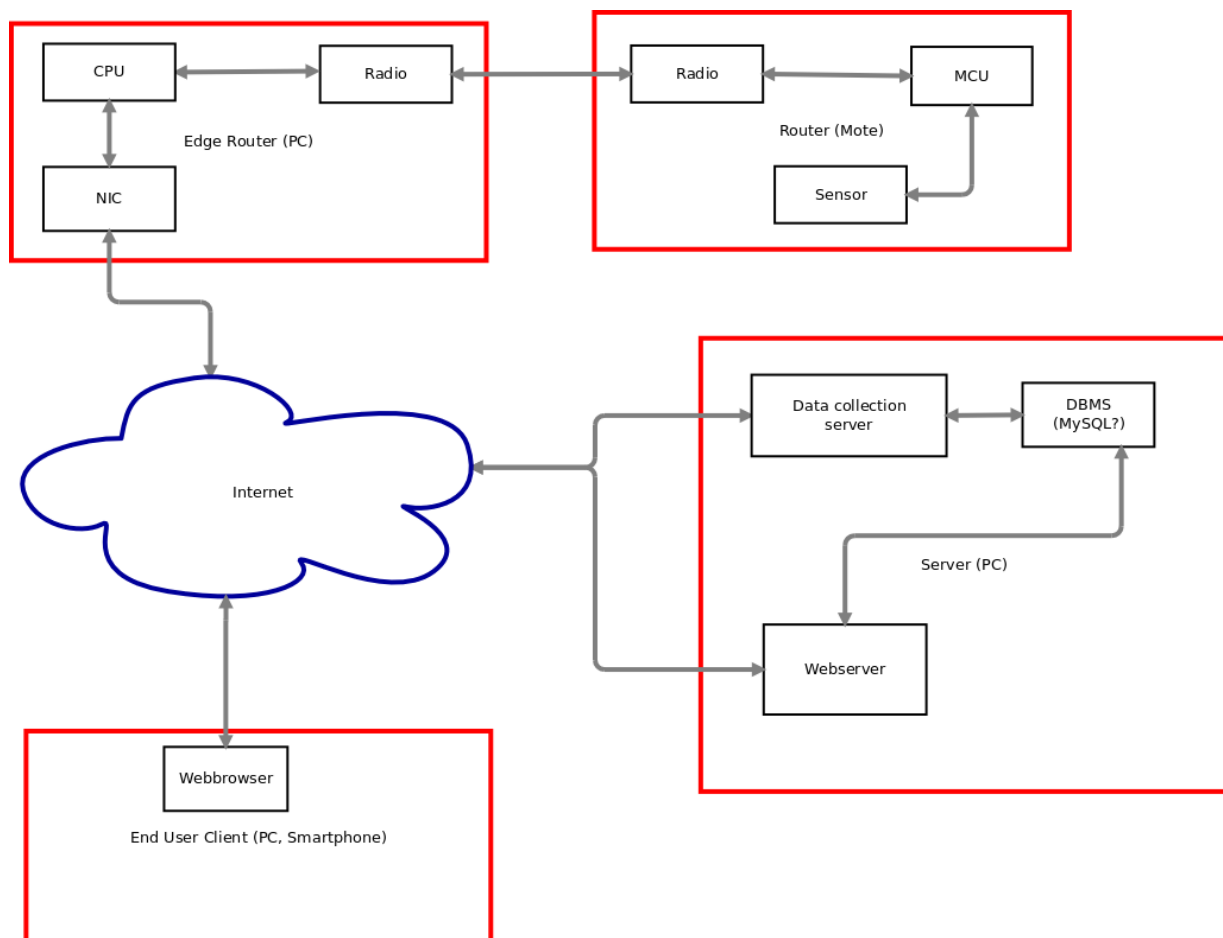 CPU
Radio
Edge Router (PC)
NIC
Radio
MCU
Router (Mote)
Sensor
Internet
Data collection
server
DBMS
(MySQL?)
Server (PC)
Webserver
Webbrowser
End User Client (PC, Smartphone)